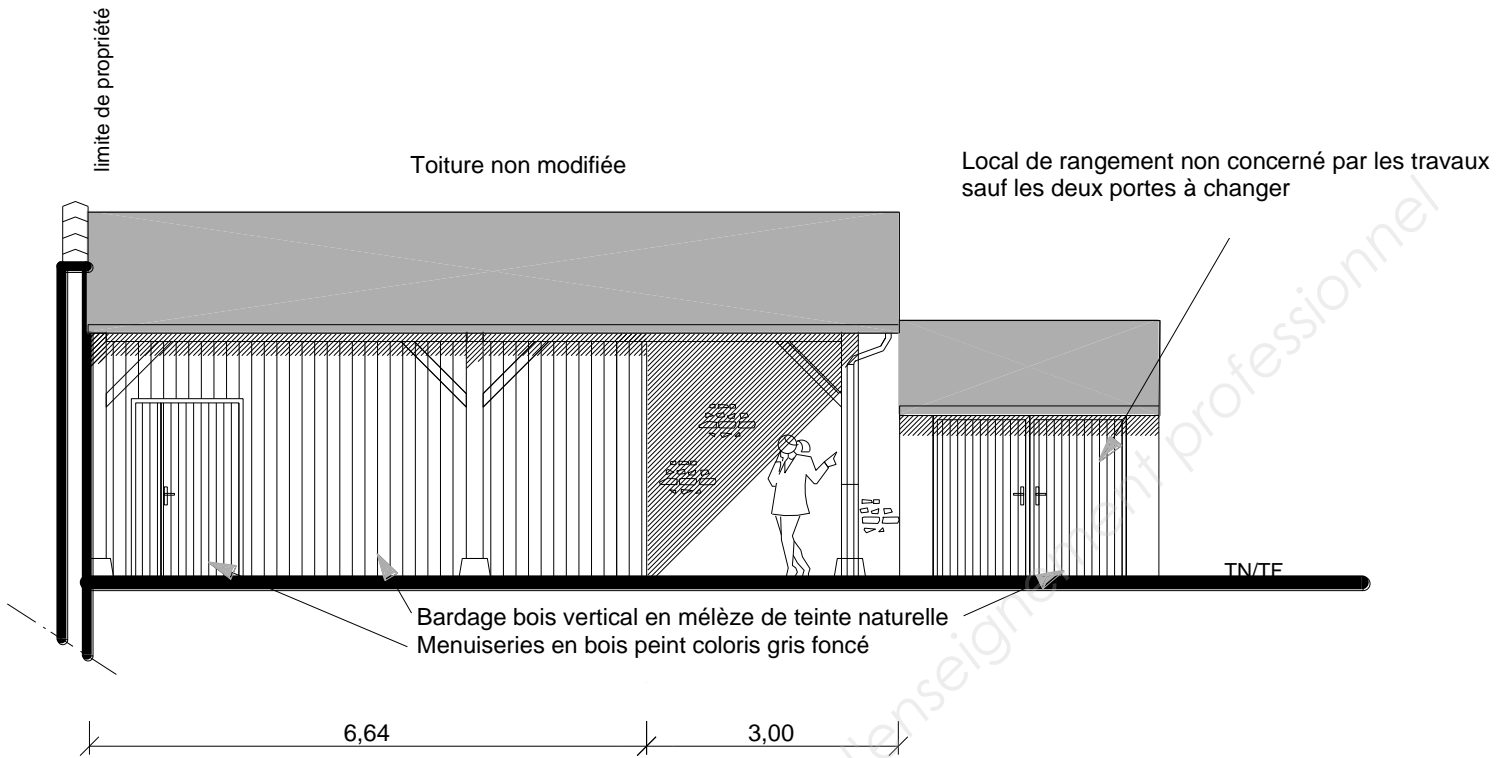 limite de propriété
Toiture non modifiée
Local de rangement non concerné par les travaux
sauf les deux portes à changer
TN/TF
Bardage bois vertical en mélèze de teinte naturelle
Menuiseries en bois peint coloris gris foncé
6,64
3,00
l'enseignement professionnel